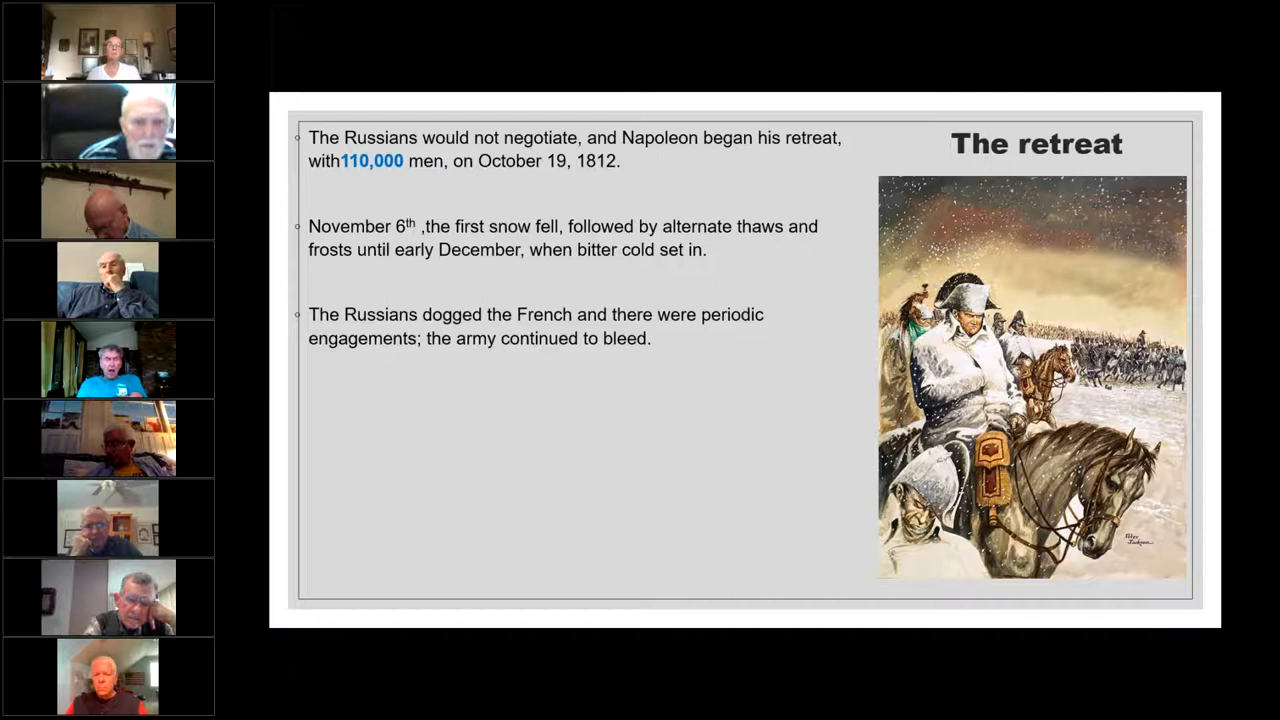 The retreat
The Russians would not negotiate, and Napoleon began his retreat,
with110,000 men, on October 19, 1812.
November 6th ,the first snow fell, followed by alternate thaws and
frosts until early December, when bitter cold set in.
The Russians dogged the French and there were periodic
engagements; the army continued to bleed.